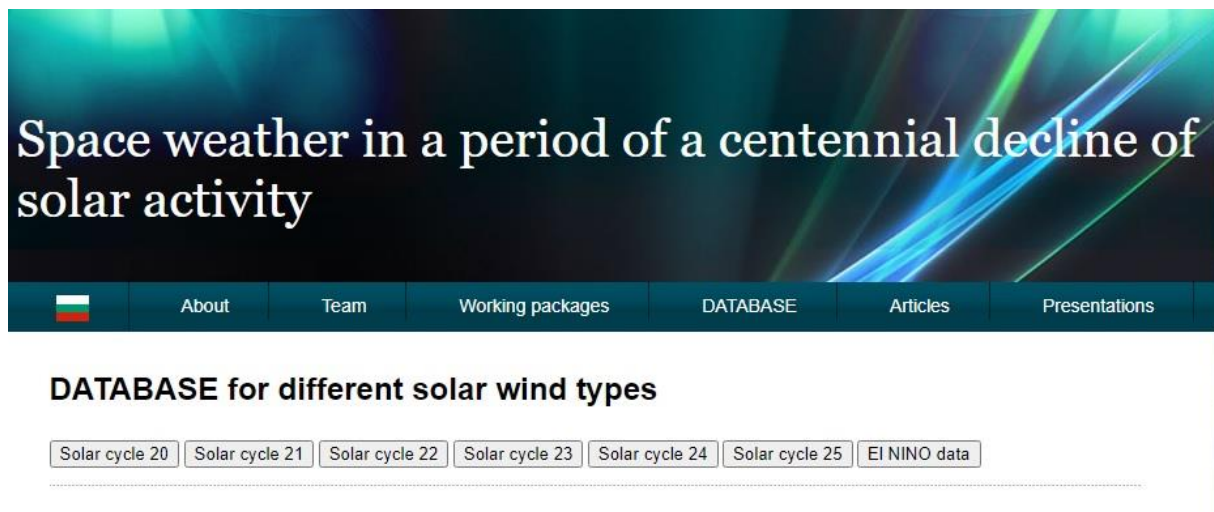 Space weather in a period of a centennial decline of
solar activity
About Team Working packages DATABASE Articles Presentations
DATABASE for different solar wind types
Solar cycle 20 Solar cycle 21 Solar cycle 22 Solar cycle 23 Solar cycle 24 Solar cycle 25 El NINO data